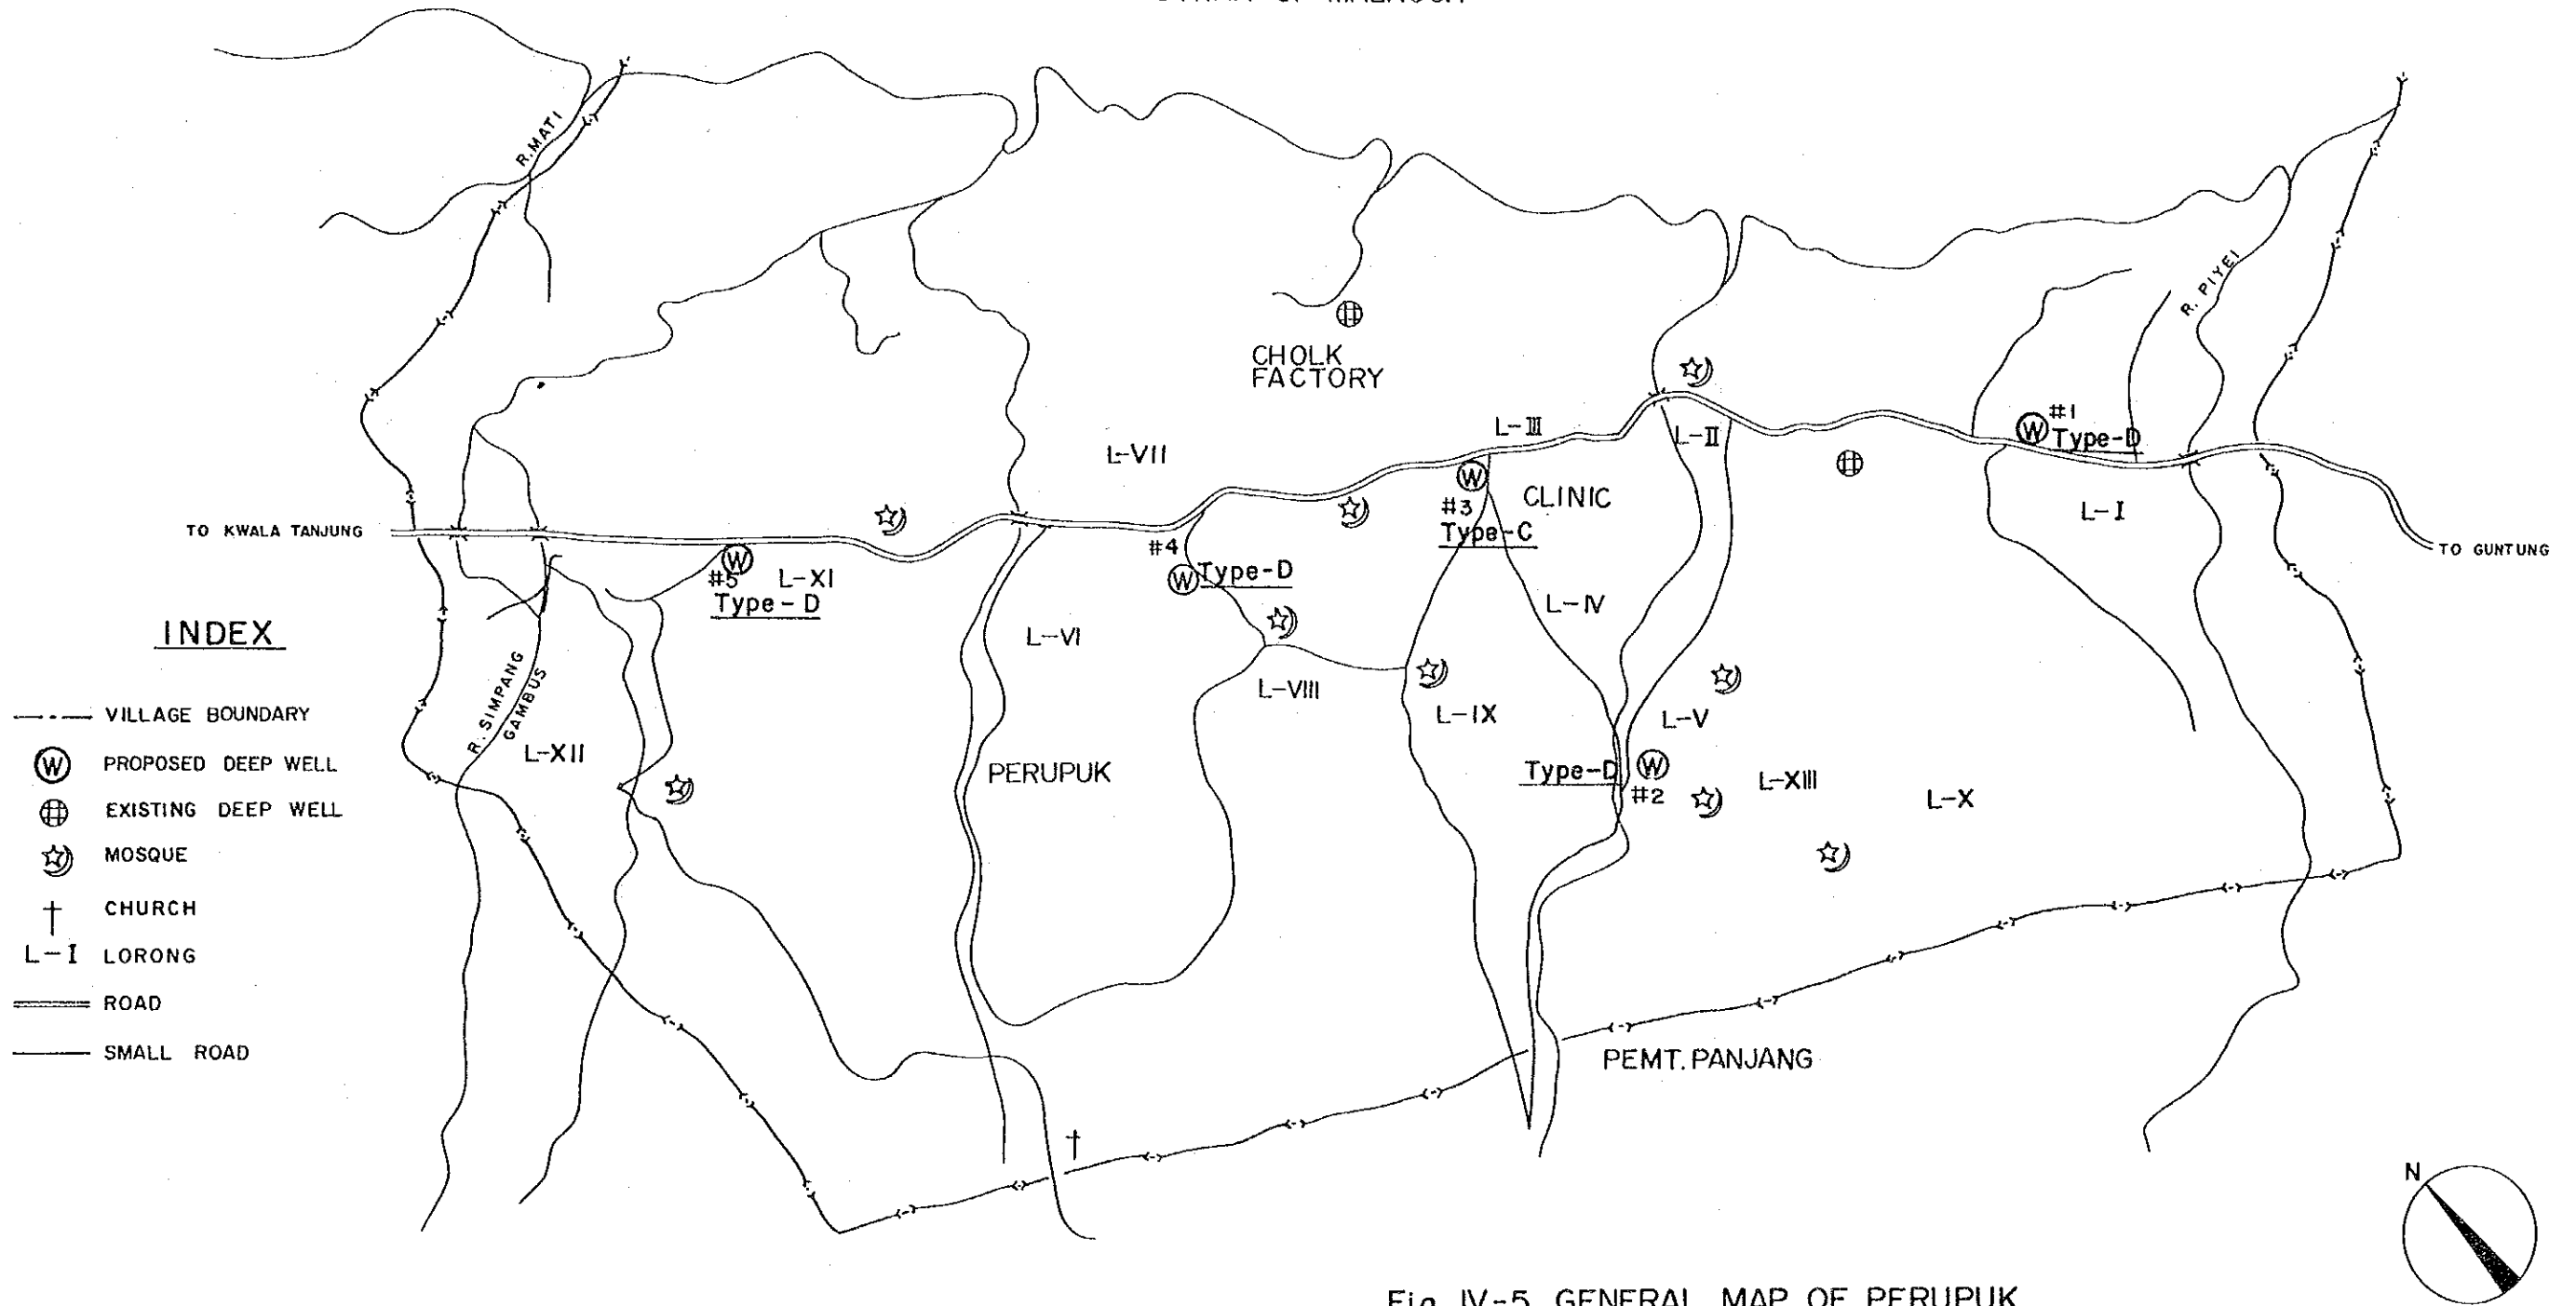 R. MATI
R. PIYEI
CHOLK
FACTORY
L-III
L-II
#1
Type-D
L-VII
CLINIC
#3
Type-C
L-I
TO KWALA TANJUNG
TO GUNTUNG
#4
Type-D
#5
L-XI
Type-D
L-IV
L-VI
L-VIII
L-IX
L-V
R. SIMPANG
GAMBUS
L-XII
PERUPUK
Type-D
#2
L-XIII
L-X
PEMT. PANJANG
INDEX
VILLAGE BOUNDARY
PROPOSED DEEP WELL
EXISTING DEEP WELL
MOSQUE
CHURCH
L-I LORONG
ROAD
SMALL ROAD
N
Fig. IV-5 GENERAL MAP OF PERUPUK